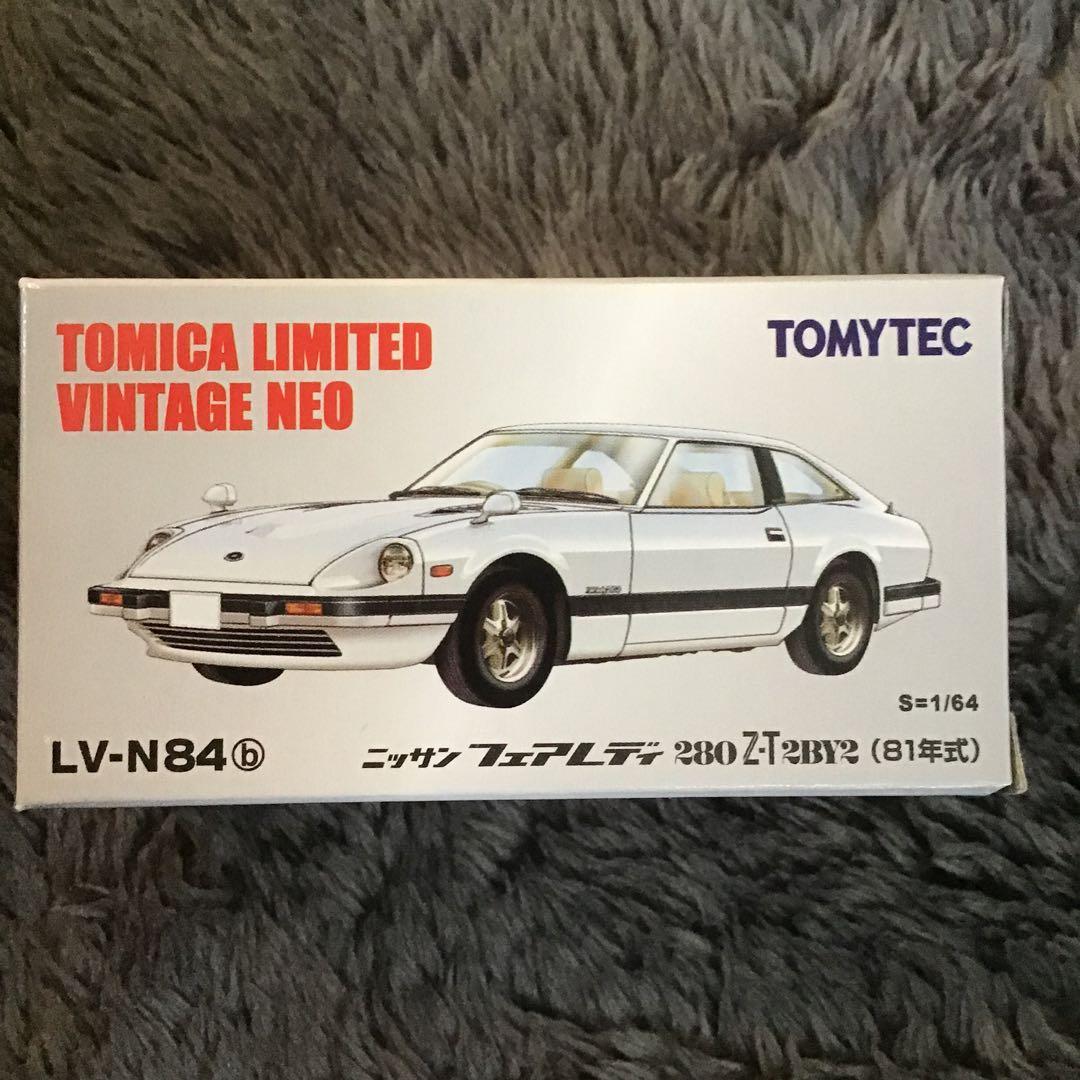 TOMICA LIMITED
VINTAGE NEO
TOMYTEC
S=1/64
LV-N84ⓑ
ニッサン フェアレディ 280 Z-T 2BY2 (81年式)